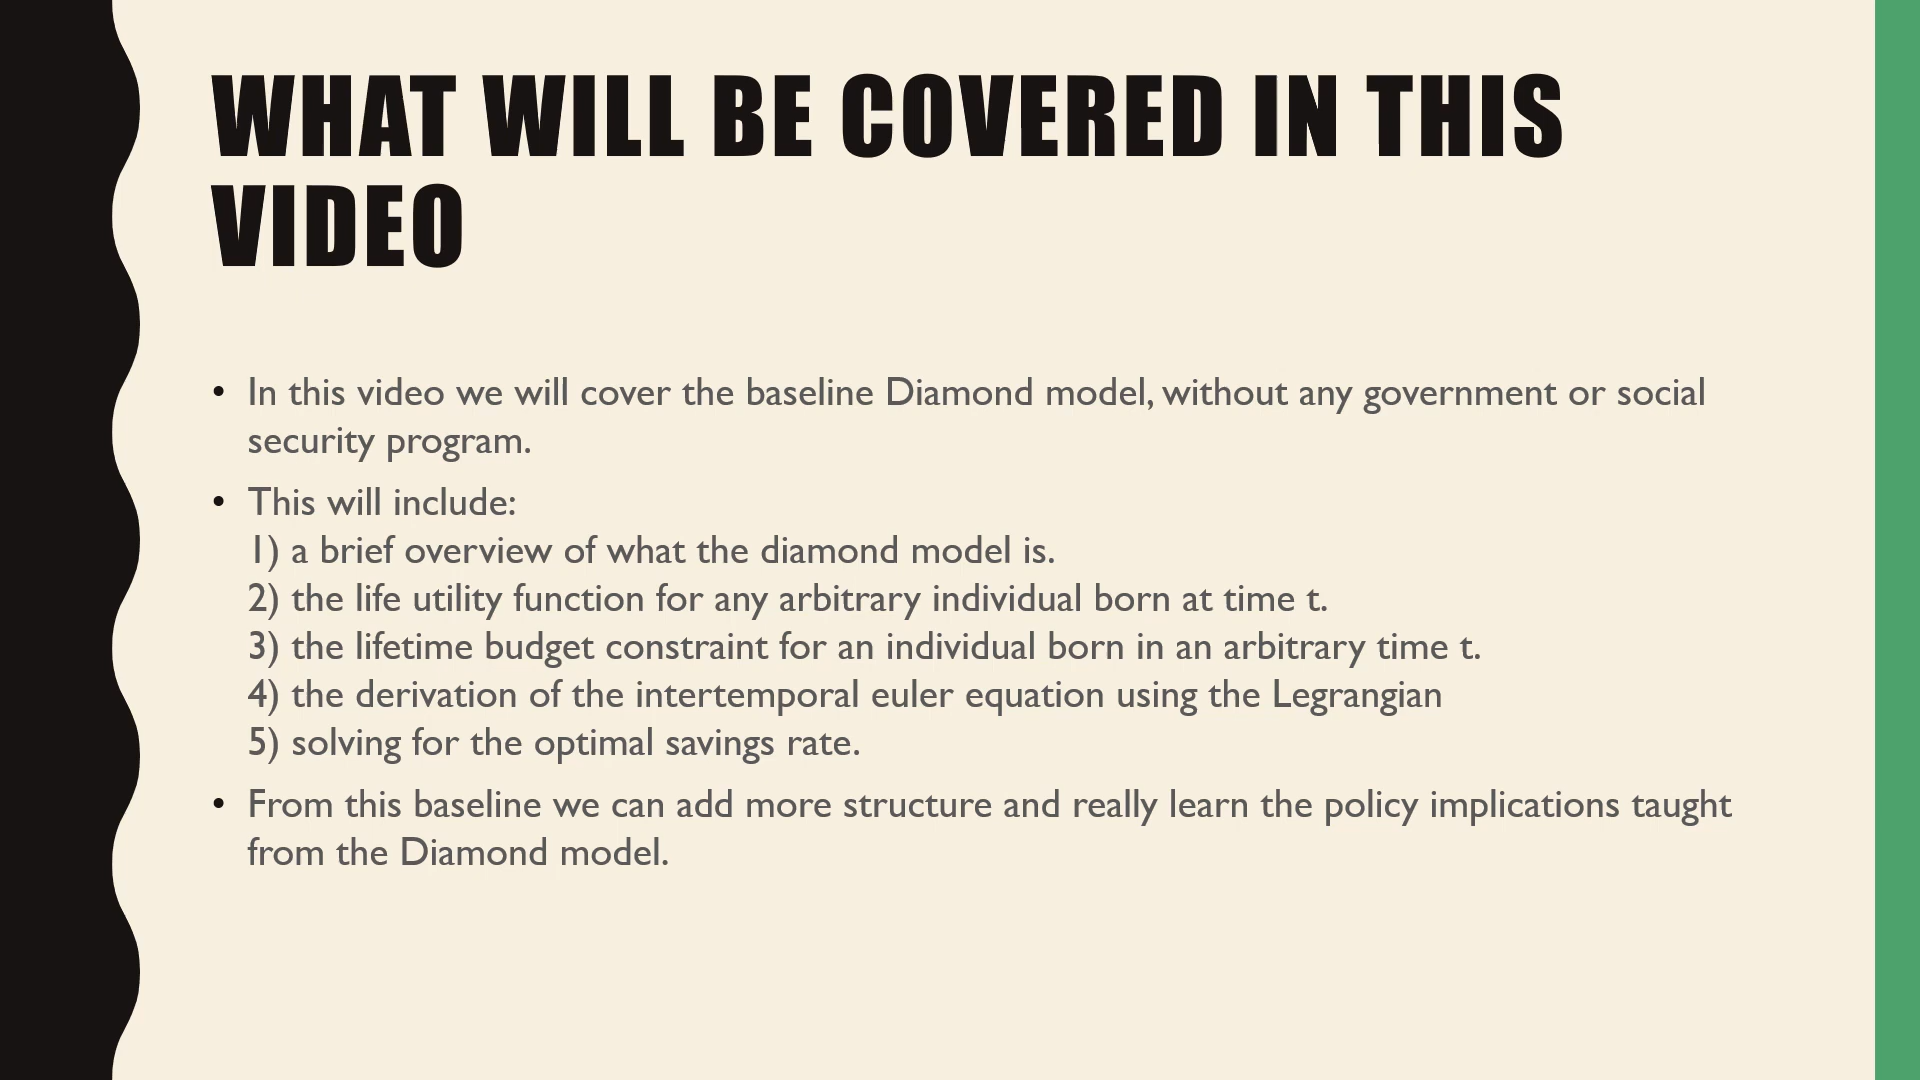 WHAT WILL BE COVERED IN THIS
VIDEO
• In this video we will cover the baseline Diamond model, without any government or social
security program.
• This will include:
1) a brief overview of what the diamond model is.
2) the life utility function for any arbitrary individual born at time t.
3) the lifetime budget constraint for an individual born in an arbitrary time t.
4) the derivation of the intertemporal euler equation using the Legrangian
5) solving for the optimal savings rate.
• From this baseline we can add more structure and really learn the policy implications taught
from the Diamond model.